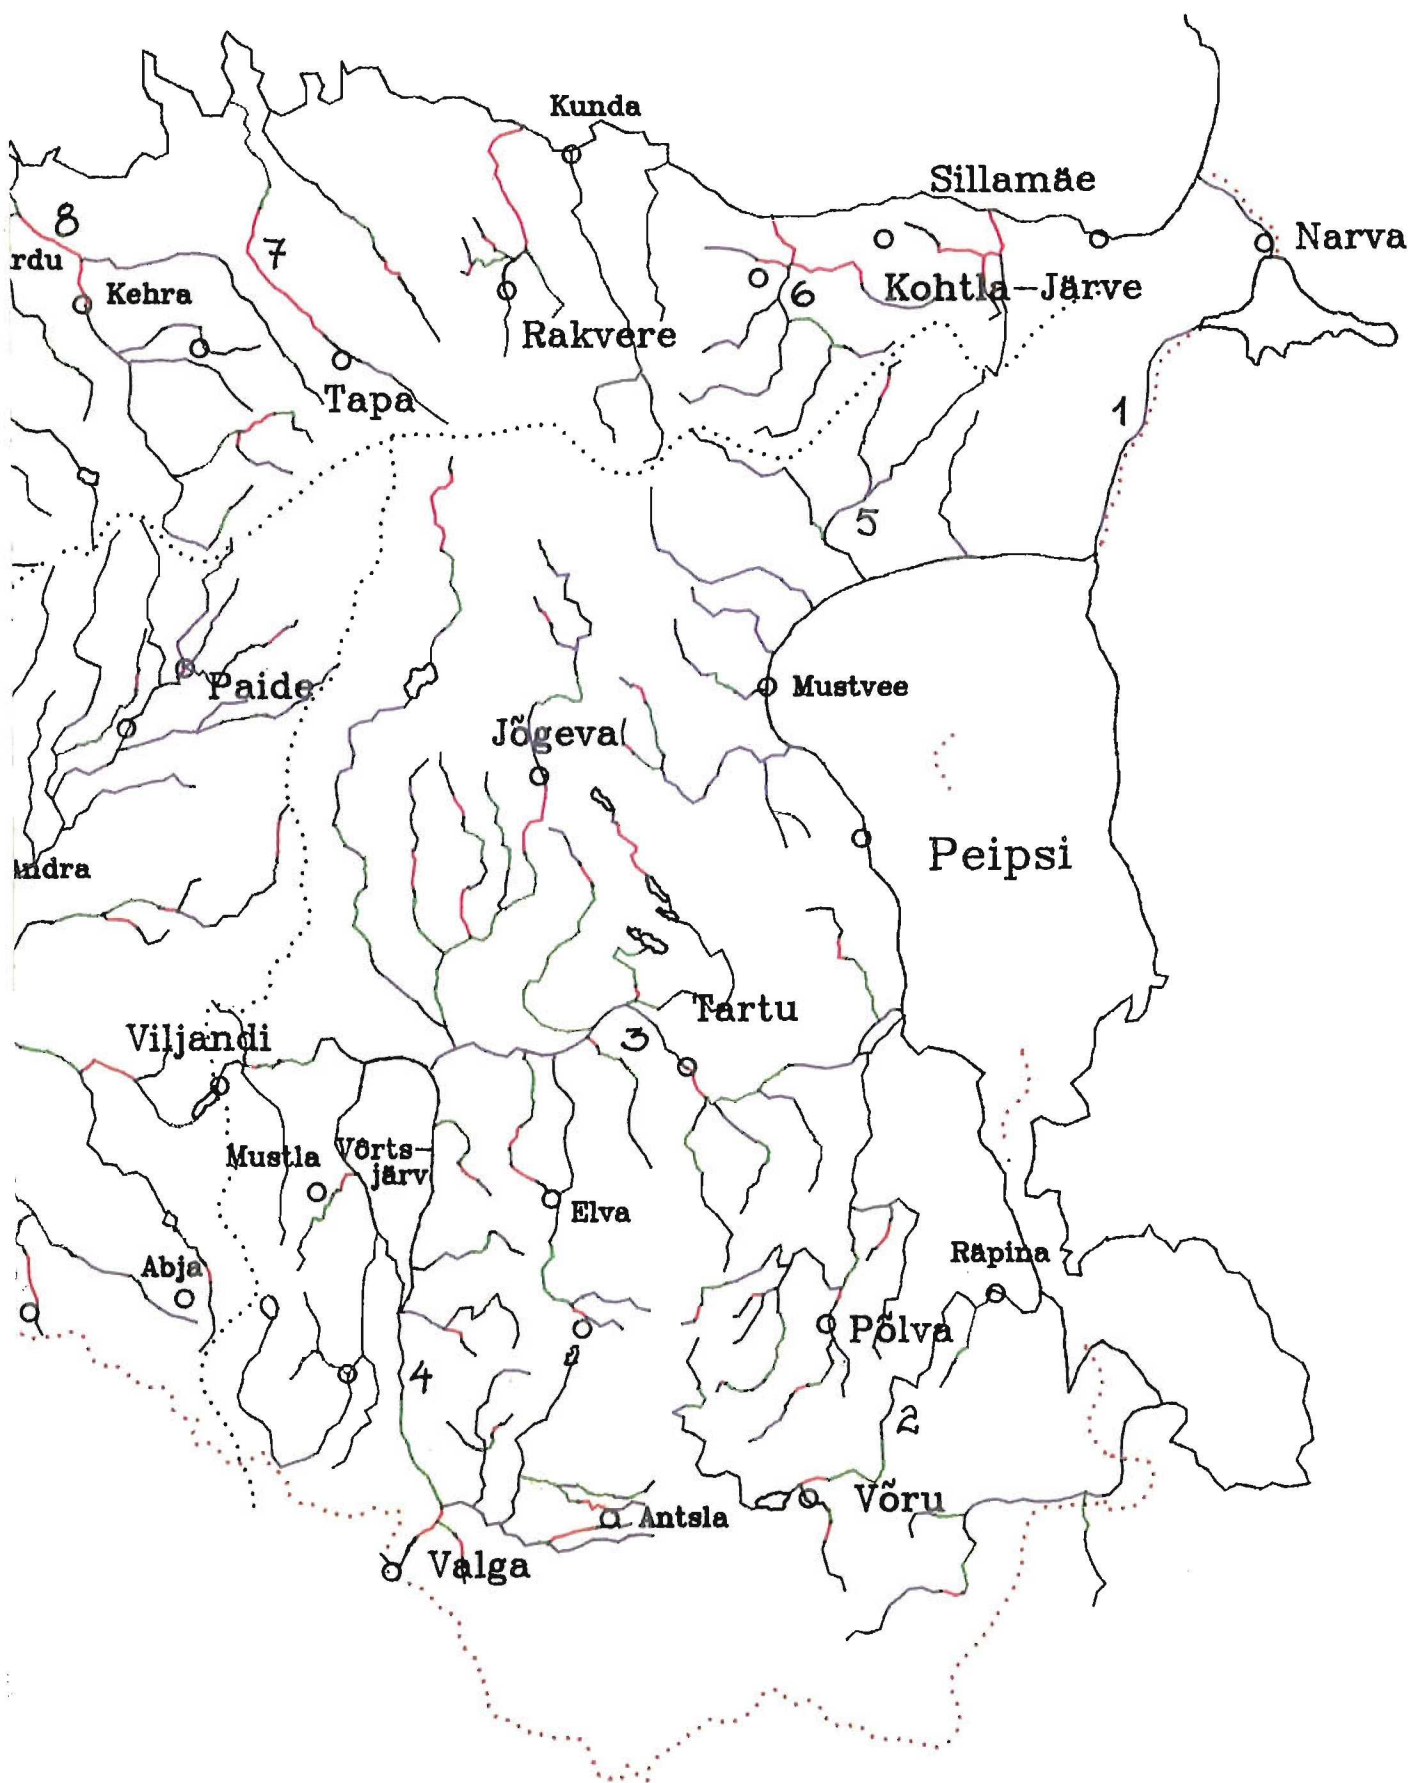 Kunda
Sillamäe
8
Narva
7
rdu
Kehra
6
Kohtla-Järve
Rakvere
Tapa
1
5
Paide
Mustvee
Jõgeva
Peipsi
Andra
Tartu
3
Viljandi
Mustla
Võrts-
järv
Elva
Abja
Räpina
Põlva
4
2
Võru
Antsla
Valga